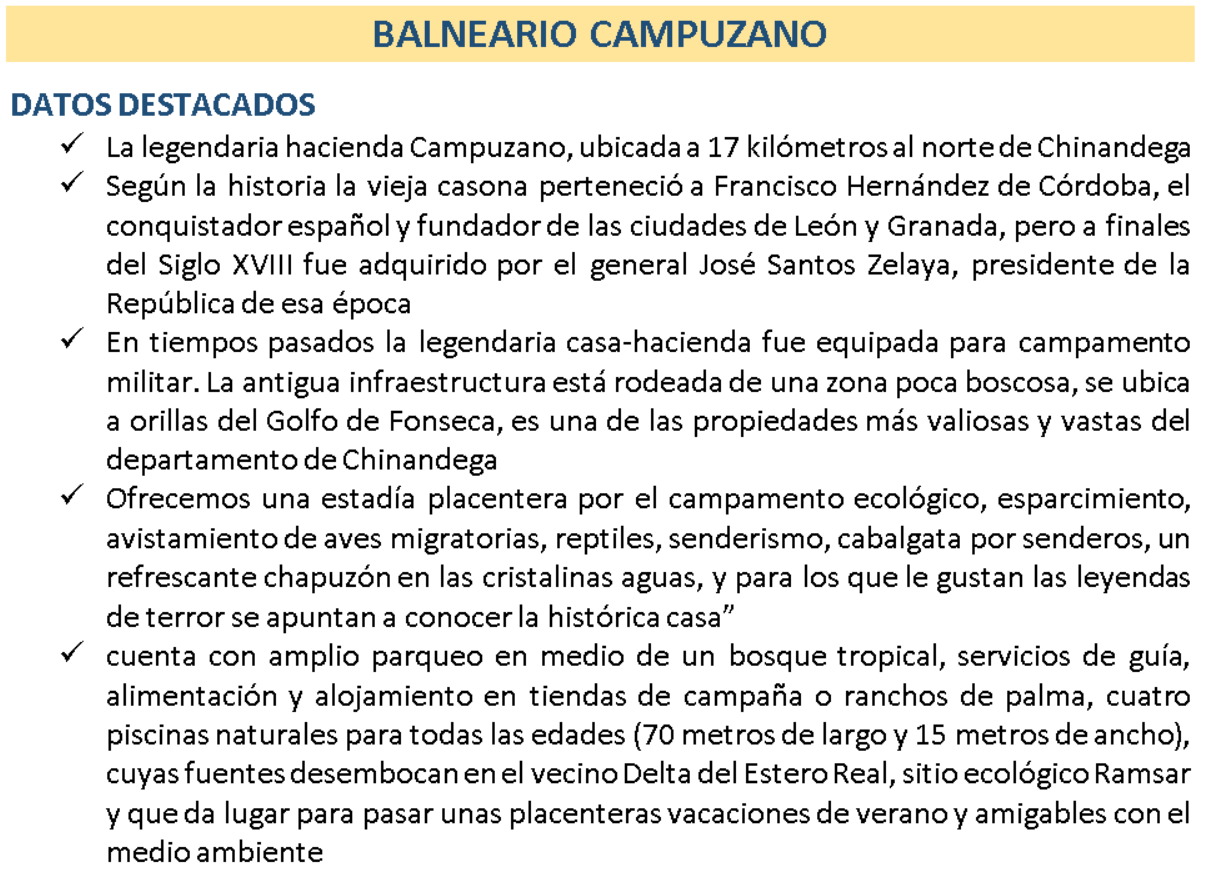 BALNEARIO CAMPUZANO
DATOS DESTACADOS
✓ La legendaria hacienda Campuzano, ubicada a 17 kilómetros al norte de Chinandega
✓ Según la historia la vieja casona perteneció a Francisco Hernández de Córdoba, el
conquistador español y fundador de las ciudades de León y Granada, pero a finales
del Siglo XVIII fue adquirido por el general José Santos Zelaya, presidente de la
República de esa época
✓ En tiempos pasados la legendaria casa-hacienda fue equipada para campamento
militar. La antigua infraestructura está rodeada de una zona poca boscosa, se ubica
a orillas del Golfo de Fonseca, es una de las propiedades más valiosas y vastas del
departamento de Chinandega
✓ Ofrecemos una estadía placentera por el campamento ecológico, esparcimiento,
avistamiento de aves migratorias, reptiles, senderismo, cabalgata por senderos, un
refrescante chapuzón en las cristalinas aguas, y para los que le gustan las leyendas
de terror se apuntan a conocer la histórica casa”
✓ cuenta con amplio parqueo en medio de un bosque tropical, servicios de guía,
alimentación y alojamiento en tiendas de campaña o ranchos de palma, cuatro
piscinas naturales para todas las edades (70 metros de largo y 15 metros de ancho),
cuyas fuentes desembocan en el vecino Delta del Estero Real, sitio ecológico Ramsar
y que da lugar para pasar unas placenteras vacaciones de verano y amigables con el
medio ambiente